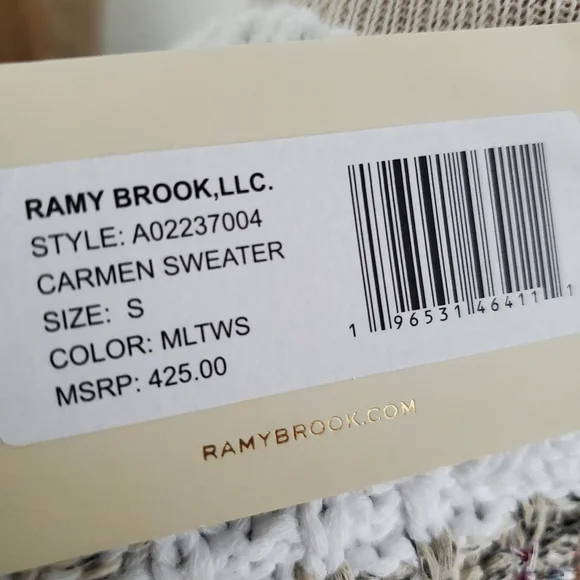 RAMY BROOK,LLC.
STYLE: A02237004
CARMEN SWEATER
SIZE: S
COLOR: MLTWS
MSRP: 425.00
1 96531 46411 1
RAMYBROOK.COM